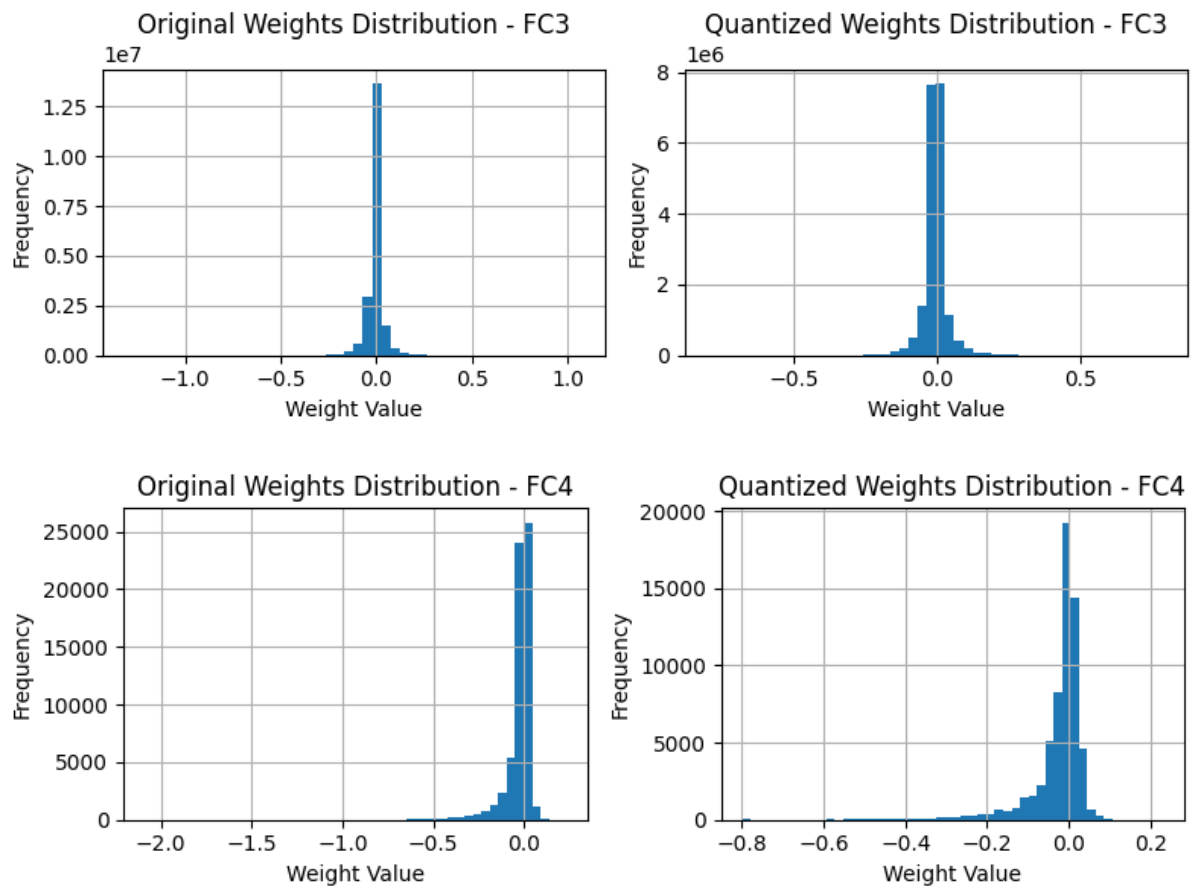 Original Weights Distribution - FC3
1e7
1.25
1.00
0.75
0.50
0.25
0.00
Frequency
−1.0 −0.5 0.0 0.5 1.0
Weight Value
Quantized Weights Distribution - FC3
1e6
8
6
4
2
0
Frequency
−0.5 0.0 0.5
Weight Value
Original Weights Distribution - FC4
25000
20000
15000
10000
5000
0
Frequency
−2.0 −1.5 −1.0 −0.5 0.0
Weight Value
Quantized Weights Distribution - FC4
20000
15000
10000
5000
0
Frequency
−0.8 −0.6 −0.4 −0.2 0.0 0.2
Weight Value